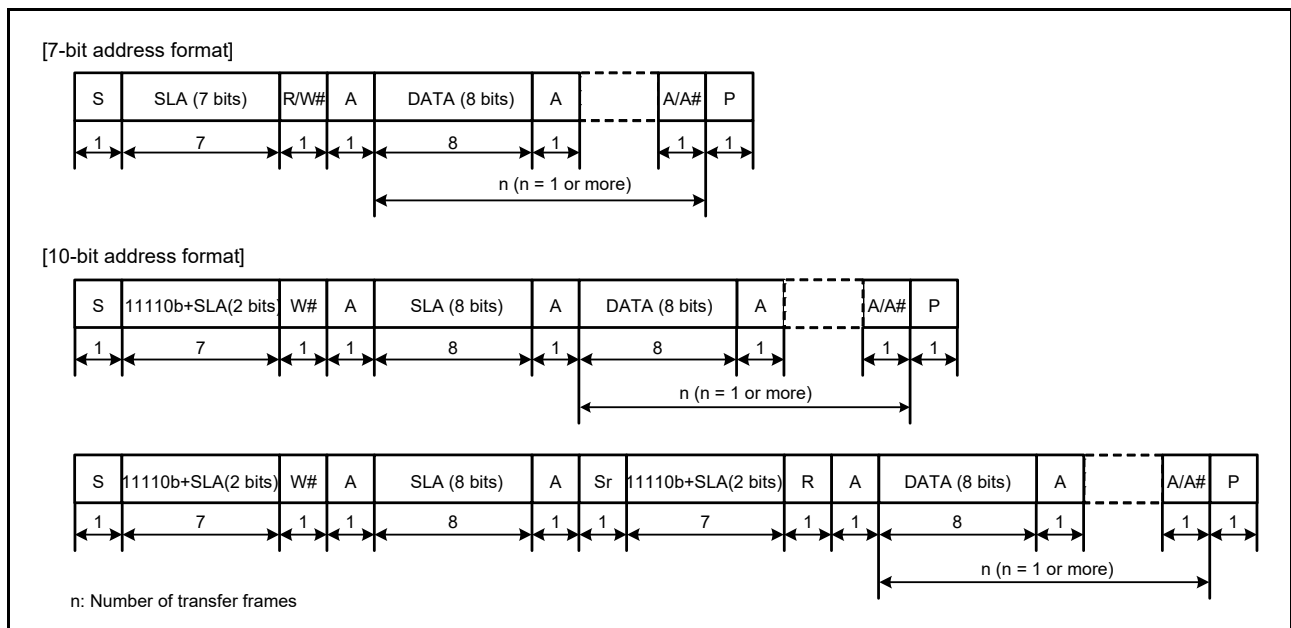 [7-bit address format]
S SLA (7 bits) R/W# A DATA (8 bits) A A/A# P
1 7 1 1 8 1 1 1
n (n = 1 or more)
[10-bit address format]
S 11110b+SLA(2 bits) W# A SLA (8 bits) A DATA (8 bits) A A/A# P
1 7 1 1 8 1 8 1 1 1
n (n = 1 or more)
S 11110b+SLA(2 bits) W# A SLA (8 bits) A Sr 11110b+SLA(2 bits) R A DATA (8 bits) A A/A# P
1 7 1 1 8 1 1 7 1 1 8 1 1 1
n (n = 1 or more)
n: Number of transfer frames